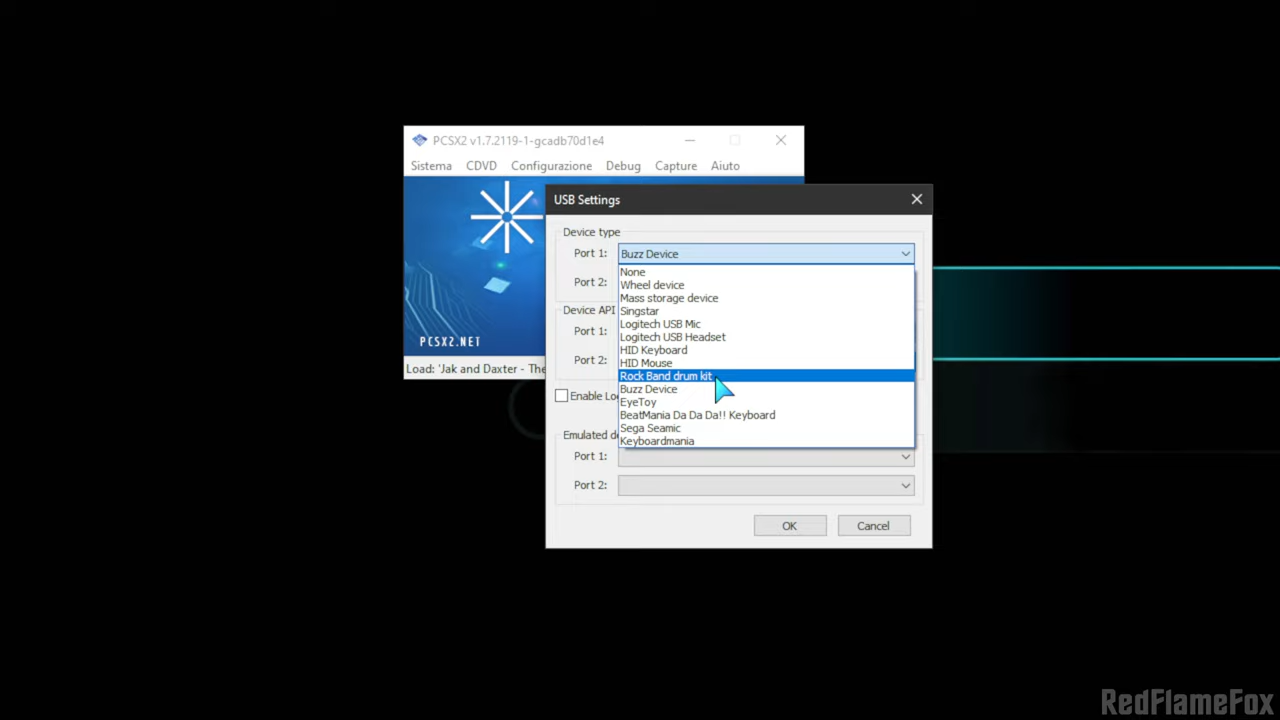 PCSX2 v1.7.2119-1-gcadb70d1e4
Sistema CDVD Configurazione Debug Capture Aiuto
USB Settings
Device type
Port 1: Buzz Device
None
Wheel device
Port 2:
Mass storage device
Device API
Singstar
Logitech USB Mic
Port 1:
Logitech USB Headset
PCSX2.NET
HID Keyboard
Port 2:
HID Mouse
Load: 'Jak and Daxter - The
Rock Band drum kit
Buzz Device
Enable Lo
EyeToy
BeatMania Da Da Da!! Keyboard
Sega Seamic
Emulated d
Keyboardmania
Port 1:
Port 2:
OK Cancel
RedFlameFox